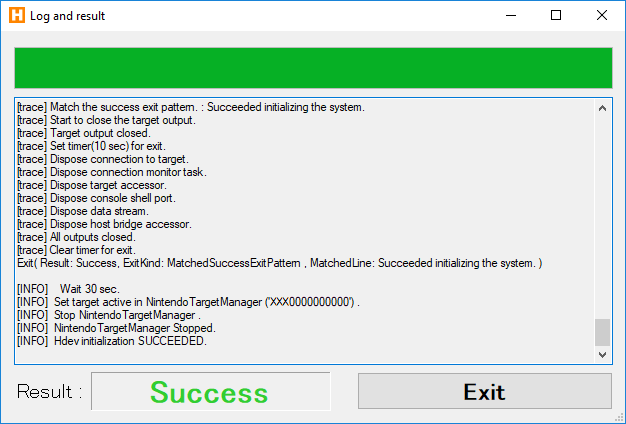 H Log and result
[trace] Match the success exit pattern. : Succeeded initializing the system.
[trace] Start to close the target output.
[trace] Target output closed.
[trace] Set timer(10 sec) for exit.
[trace] Dispose connection to target.
[trace] Dispose connection monitor task.
[trace] Dispose target accessor.
[trace] Dispose console shell port.
[trace] Dispose data stream.
[trace] Dispose host bridge accessor.
[trace] All outputs closed.
[trace] Clear timer for exit.
Exit( Result: Success, ExitKind: MatchedSuccessExitPattern , MatchedLine: Succeeded initializing the system. )
[INFO] Wait 30 sec.
[INFO] Set target active in NintendoTargetManager ('XXX0000000000') .
[INFO] Stop NintendoTargetManager .
[INFO] NintendoTargetManager Stopped.
[INFO] Hdev initialization SUCCEEDED.
Result : Success Exit